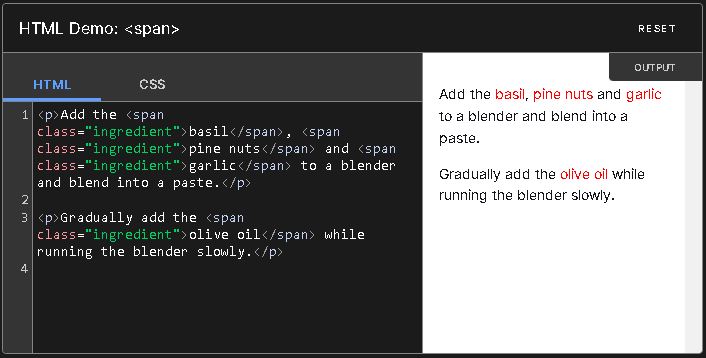 HTML Demo: <span>
RESET
HTML
CSS
OUTPUT
1 <p>Add the <span
class="ingredient">basil</span>, <span
class="ingredient">pine nuts</span> and <span
class="ingredient">garlic</span> to a blender
and blend into a paste.</p>
2
3 <p>Gradually add the <span
class="ingredient">olive oil</span> while
running the blender slowly.</p>
4
Add the basil, pine nuts and garlic
to a blender and blend into a
paste.
Gradually add the olive oil while
running the blender slowly.